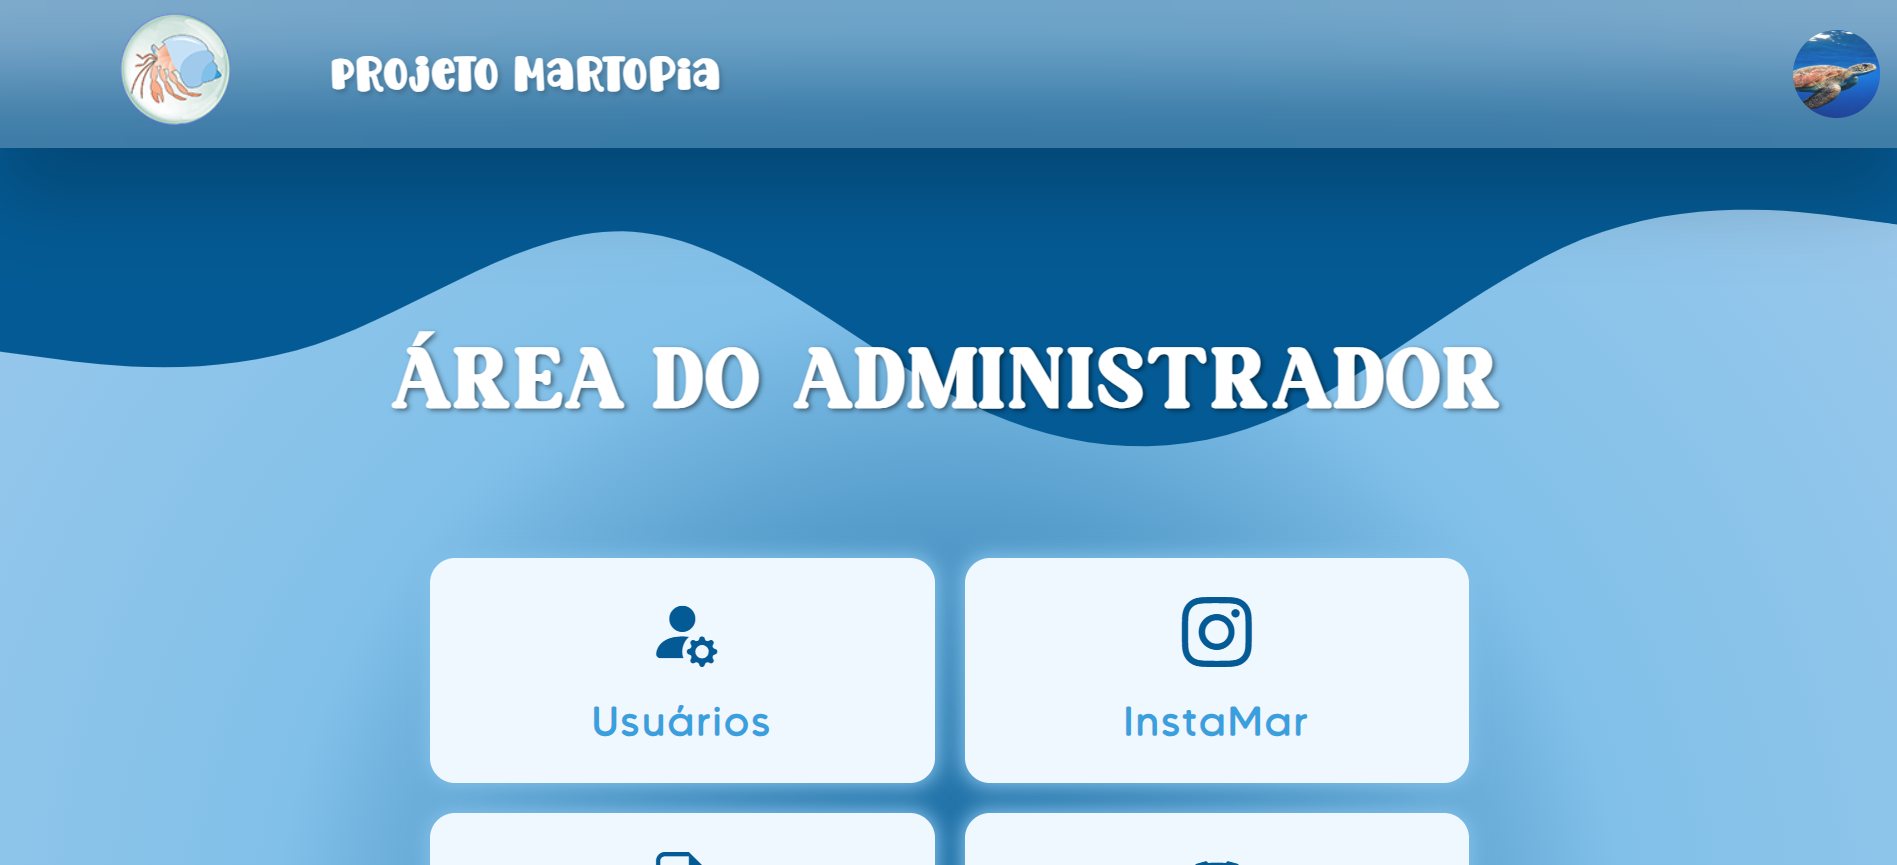 PROJETO MARTOPIA
ÁREA DO ADMINISTRADOR
Usuários
InstaMar